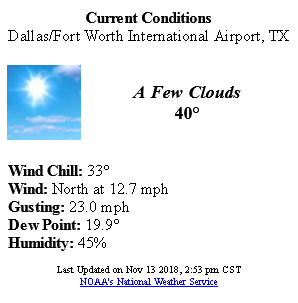 Current Conditions
Dallas/Fort Worth International Airport, TX
A Few Clouds
40°
Wind Chill: 33°
Wind: North at 12.7 mph
Gusting: 23.0 mph
Dew Point: 19.9°
Humidity: 45%
Last Updated on Nov 13 2018, 2:53 pm CST
NOAA's National Weather Service